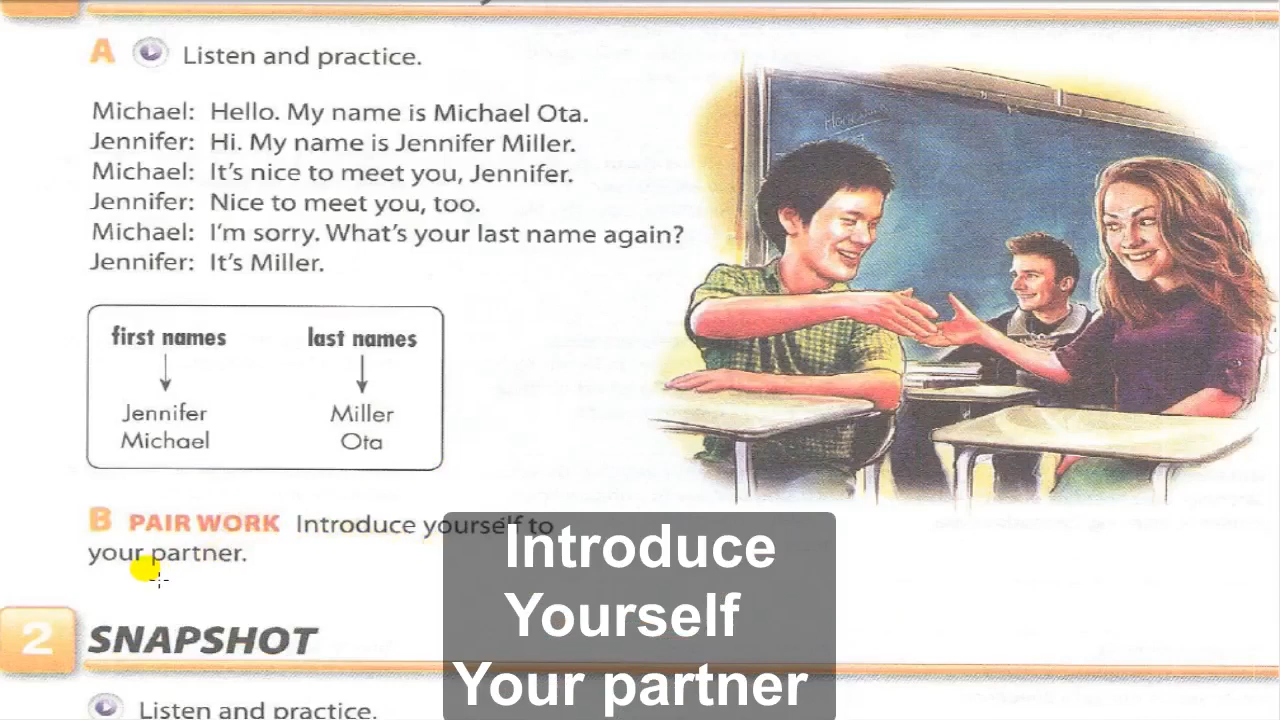 A Listen and practice.
Michael: Hello. My name is Michael Ota.
Jennifer: Hi. My name is Jennifer Miller.
Michael: It's nice to meet you, Jennifer.
Jennifer: Nice to meet you, too.
Michael: I'm sorry. What's your last name again?
Jennifer: It's Miller.
first names last names
Jennifer Miller
Michael Ota
B PAIR WORK Introduce yourself to
your partner.
Introduce
Yourself
Your partner
2 SNAPSHOT
Listen and practice.